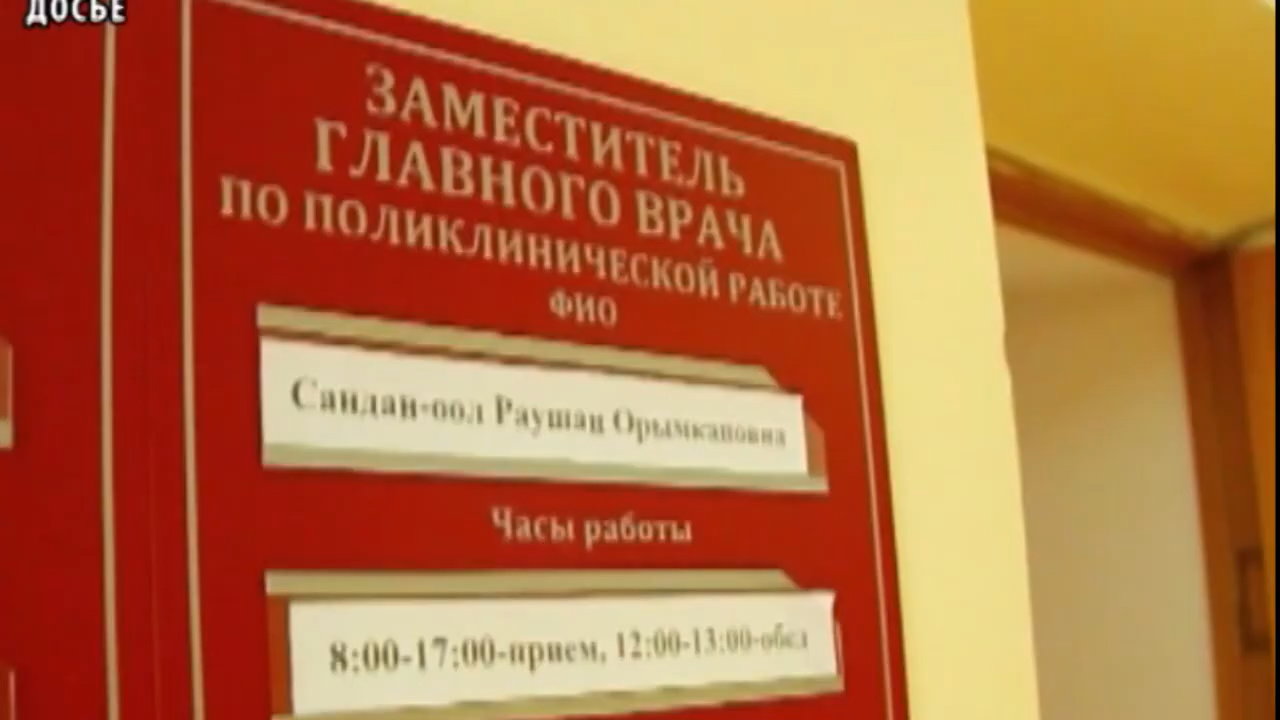 ДОСЬЕ
ЗАМЕСТИТЕЛЬ
ГЛАВНОГО ВРАЧА
ПО ПОЛИКЛИНИЧЕСКОЙ РАБОТЕ
ФИО
Сандан-оол Раушан Орымкановна
Часы работы
8:00-17:00-прием, 12:00-13:00-обед